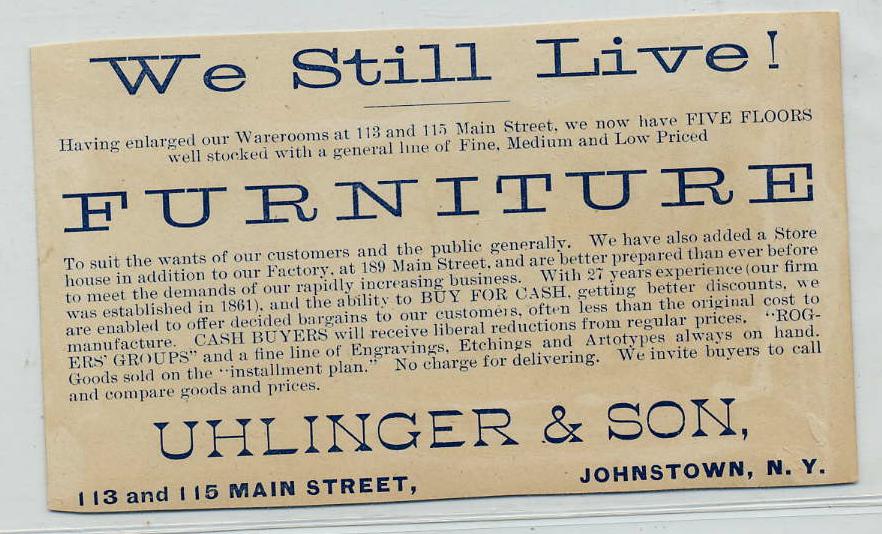 We Still Live!
Having enlarged our Warerooms at 113 and 115 Main Street, we now have FIVE FLOORS
well stocked with a general line of Fine, Medium and Low Priced
FURNITURE
To suit the wants of our customers and the public generally. We have also added a Store
house in addition to our Factory, at 189 Main Street, and are better prepared than ever before
to meet the demands of our rapidly increasing business. With 27 years experience (our firm
was established in 1861), and the ability to BUY FOR CASH, getting better discounts, we
are enabled to offer decided bargains to our customers, often less than the original cost to
manufacture. CASH BUYERS will receive liberal reductions from regular prices. "ROG-
ERS' GROUPS" and a fine line of Engravings, Etchings and Artotypes always on hand.
Goods sold on the "installment plan." No charge for delivering. We invite buyers to call
and compare goods and prices.
UHLINGER & SON,
113 and 115 MAIN STREET, JOHNSTOWN, N. Y.